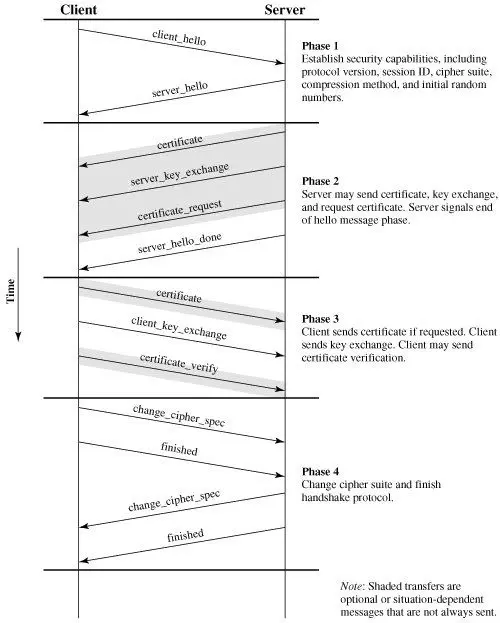 Client Server
client_hello
server_hello
Phase 1
Establish security capabilities, including
protocol version, session ID, cipher suite,
compression method, and initial random
numbers.
certificate
server_key_exchange
certificate_request
server_hello_done
Phase 2
Server may send certificate, key exchange,
and request certificate. Server signals end
of hello message phase.
Time
certificate
client_key_exchange
certificate_verify
Phase 3
Client sends certificate if requested. Client
sends key exchange. Client may send
certificate verification.
change_cipher_spec
finished
change_cipher_spec
finished
Phase 4
Change cipher suite and finish
handshake protocol.
Note: Shaded transfers are
optional or situation-dependent
messages that are not always sent.